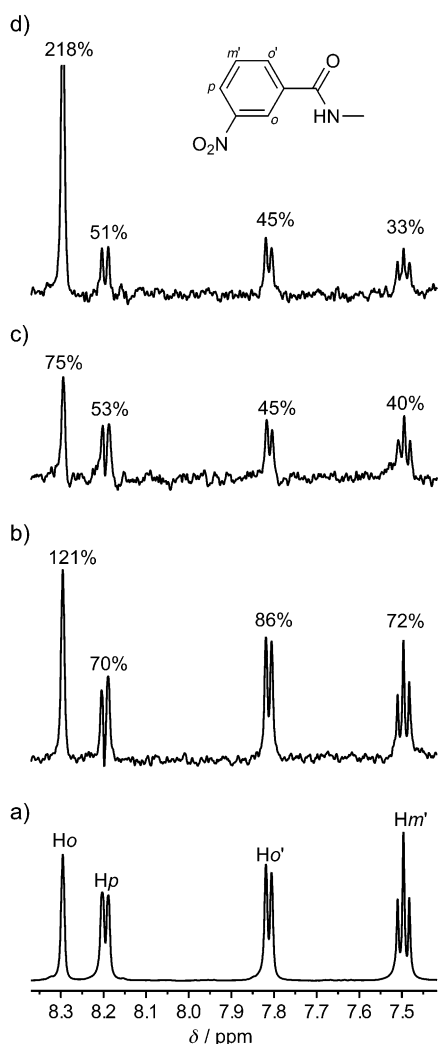 d)
218%
m'
o'
O
p
o
HN
O₂N
51%
45%
33%
c)
75%
53%
45%
40%
b)
121%
70%
86%
72%
a)
Ho
Hp
Ho'
Hm'
8.3 8.2 8.1 8.0 7.9 7.8 7.7 7.6 7.5
δ / ppm